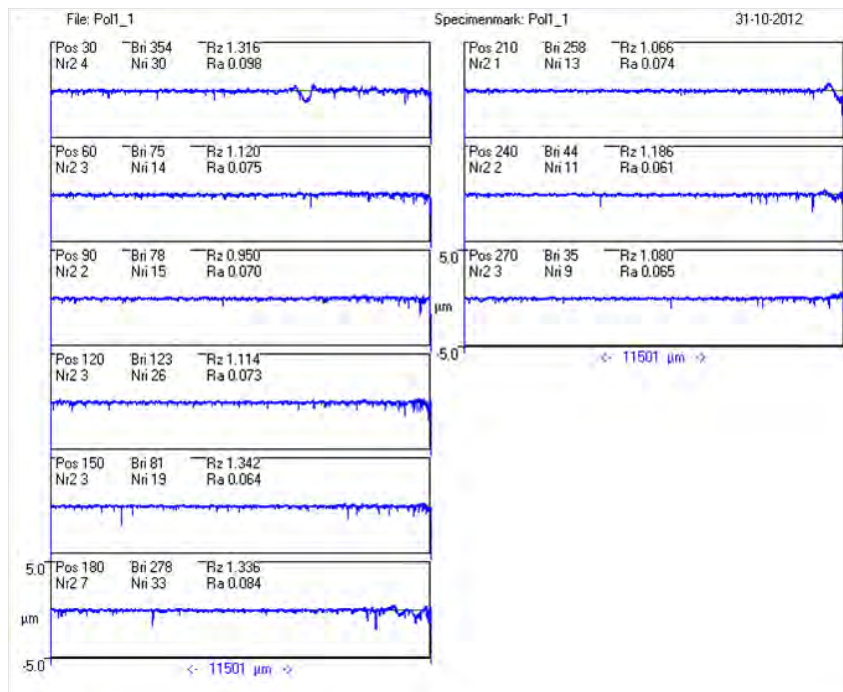 File: Pol1_1 Specimenmark: Pol1_1 31-10-2012
Pos 30 Bri 354 Rz 1.316
Nr2 4 Nri 30 Ra 0.098
Pos 60 Bri 75 Rz 1.120
Nr2 3 Nri 14 Ra 0.075
Pos 90 Bri 78 Rz 0.950
Nr2 2 Nri 15 Ra 0.070
Pos 120 Bri 123 Rz 1.114
Nr2 3 Nri 26 Ra 0.073
Pos 150 Bri 81 Rz 1.342
Nr2 3 Nri 19 Ra 0.064
5.0 Pos 180 Bri 278 Rz 1.336
Nr2 7 Nri 33 Ra 0.084
µm
-5.0
<- 11501 µm ->
Pos 210 Bri 258 Rz 1.066
Nr2 1 Nri 13 Ra 0.074
Pos 240 Bri 44 Rz 1.186
Nr2 2 Nri 11 Ra 0.061
5.0 Pos 270 Bri 35 Rz 1.080
Nr2 3 Nri 9 Ra 0.065
µm
-5.0
<- 11501 µm ->